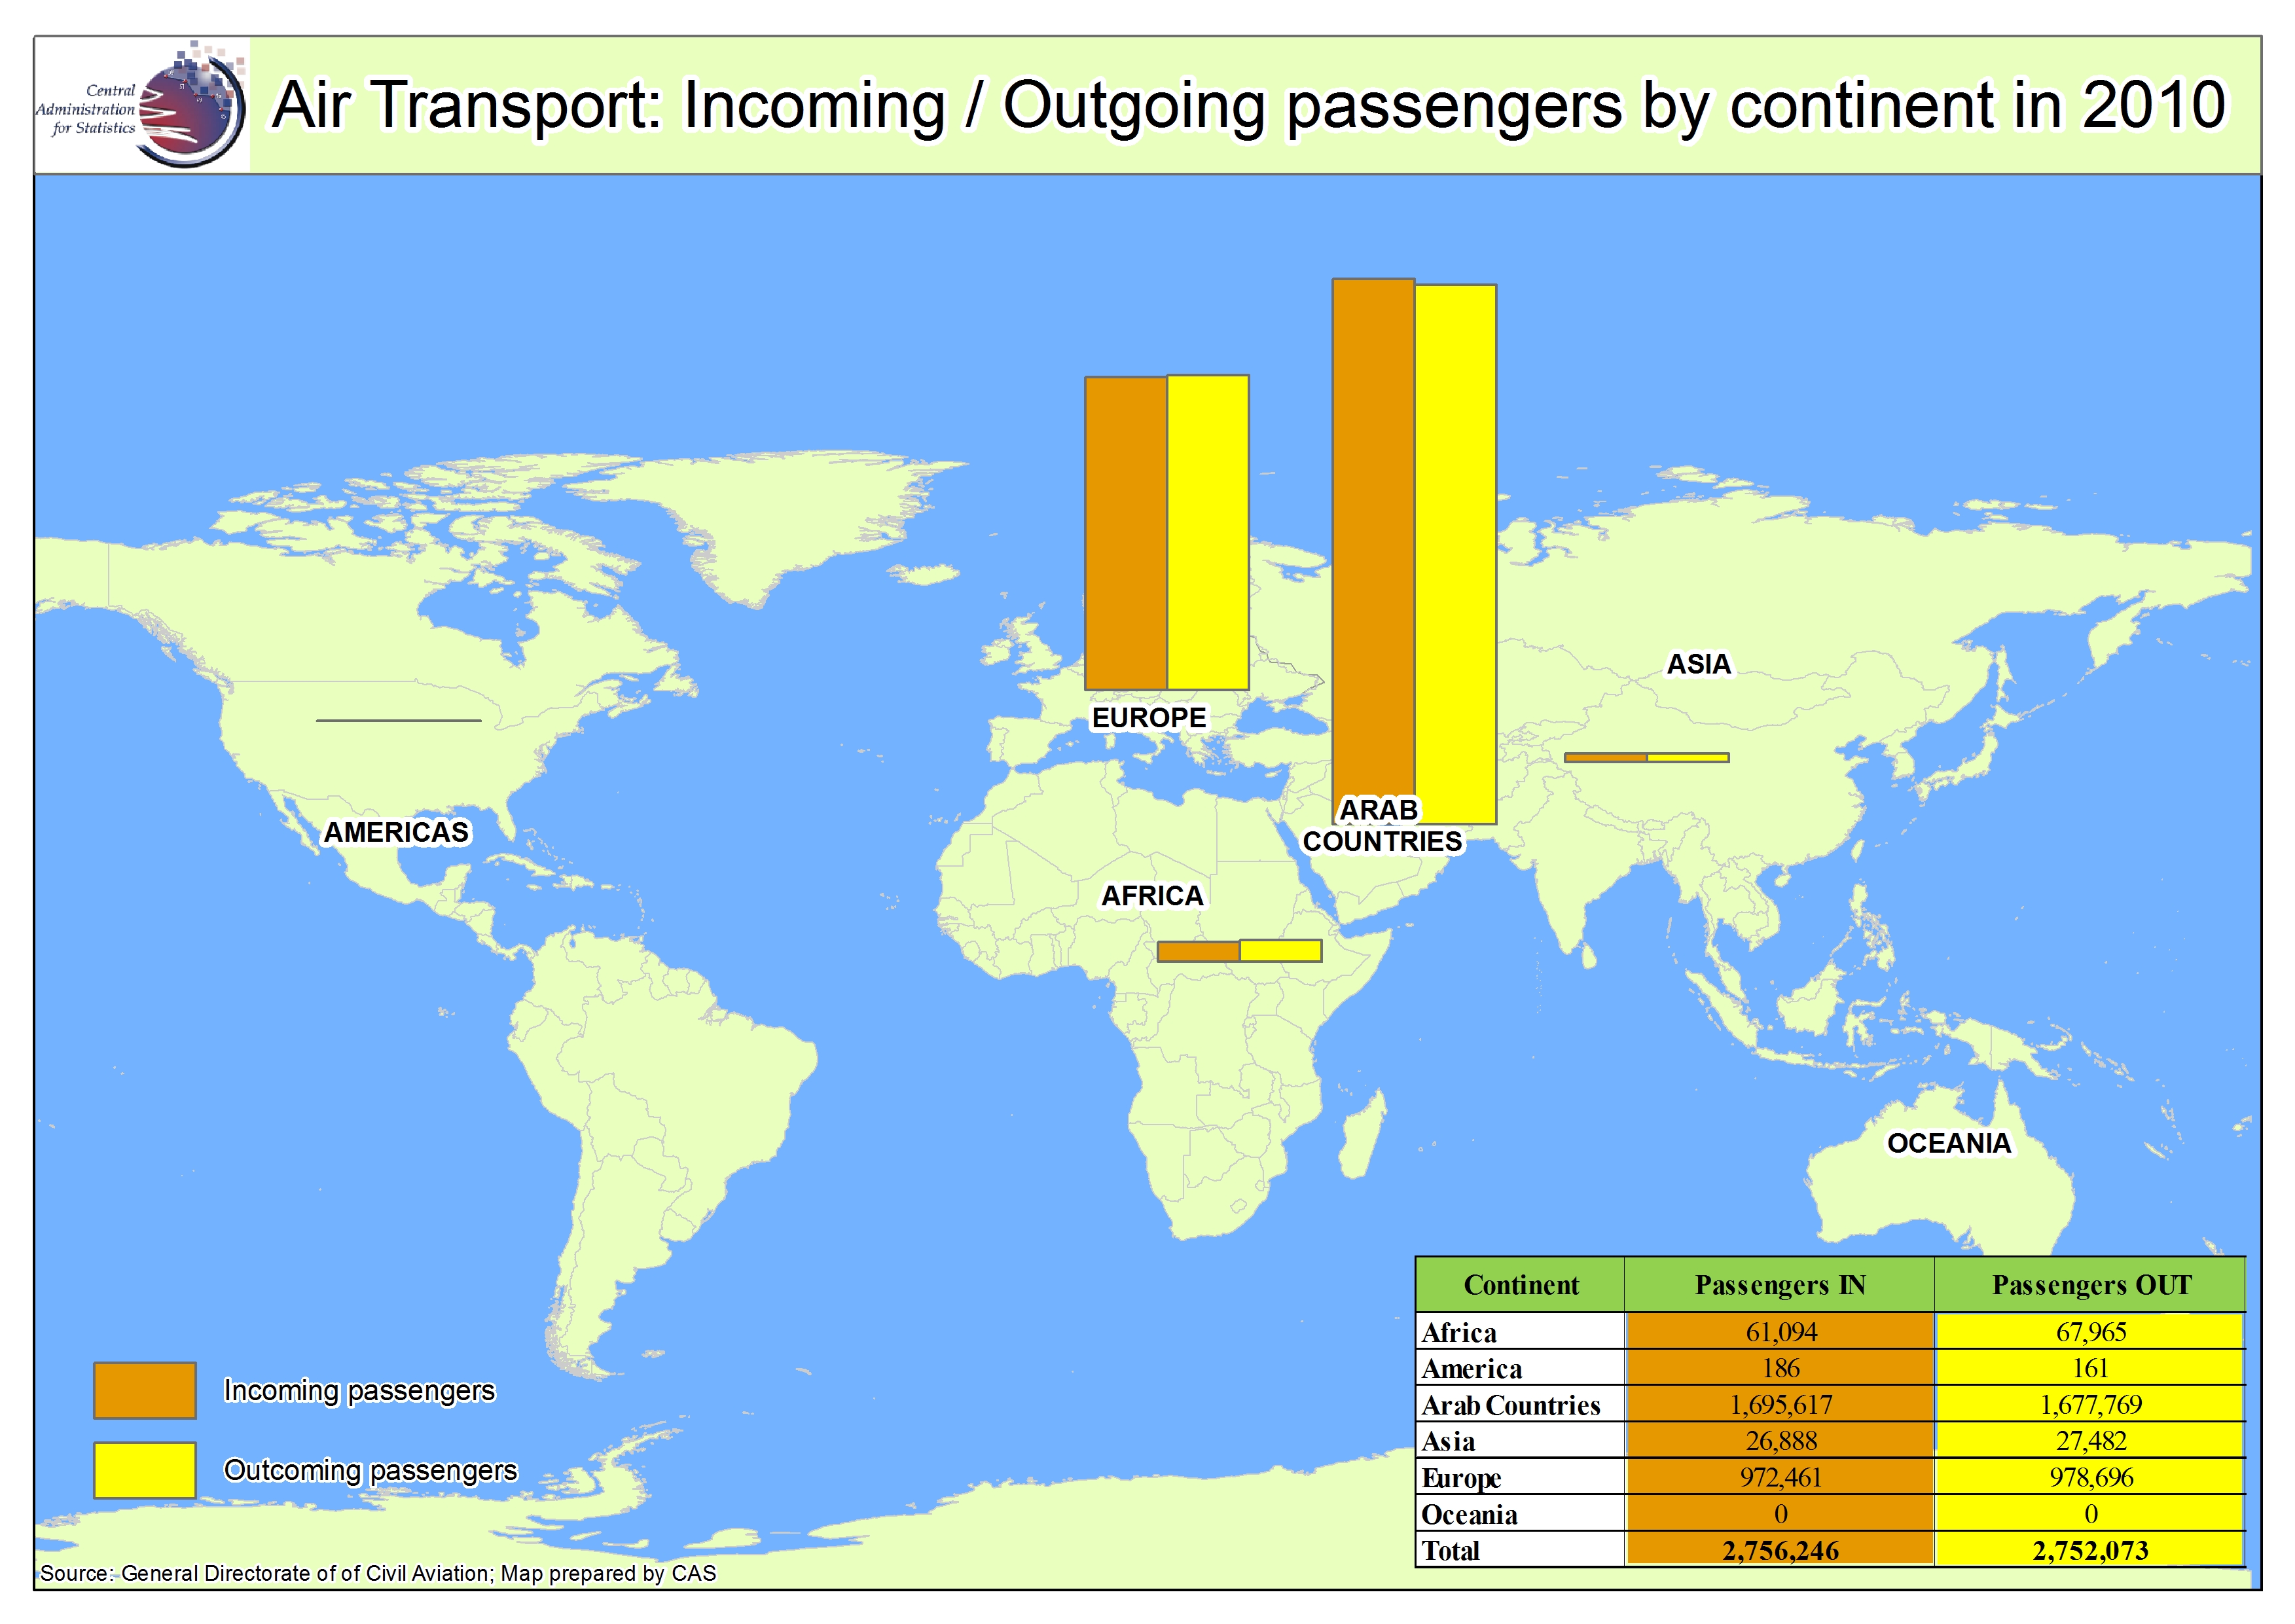 Central
Administration
for Statistics
Air Transport: Incoming / Outgoing passengers by continent in 2010
ASIA
EUROPE
ARAB
COUNTRIES
AMERICAS
AFRICA
OCEANIA
Continent Passengers IN Passengers OUT
Africa 61,094 67,965
America 186 161
Arab Countries 1,695,617 1,677,769
Asia 26,888 27,482
Europe 972,461 978,696
Oceania 0 0
Total 2,756,246 2,752,073
Incoming passengers
Outcoming passengers
Source: General Directorate of of Civil Aviation; Map prepared by CAS